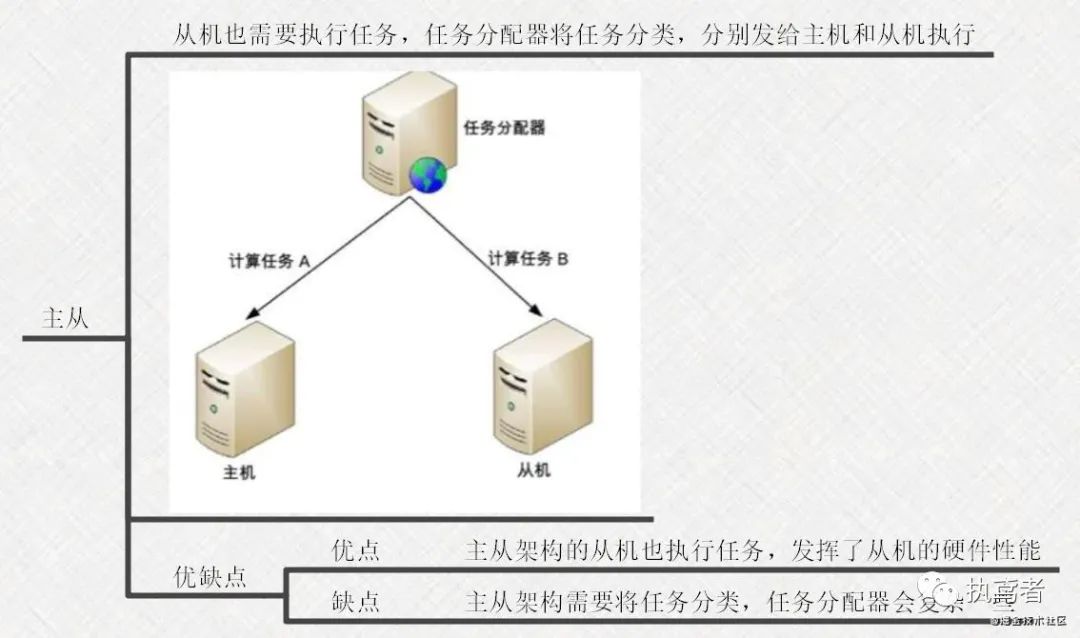 从机也需要执行任务，任务分配器将任务分类，分别发给主机和从机执行
任务分配器
计算任务 A
计算任务 B
主从
主机
从机
优点
主从架构的从机也执行任务，发挥了从机的硬件性能
优缺点
执鸢者
缺点
主从架构需要将任务分类，任务分配器会复杂一些
@掘金技术社区